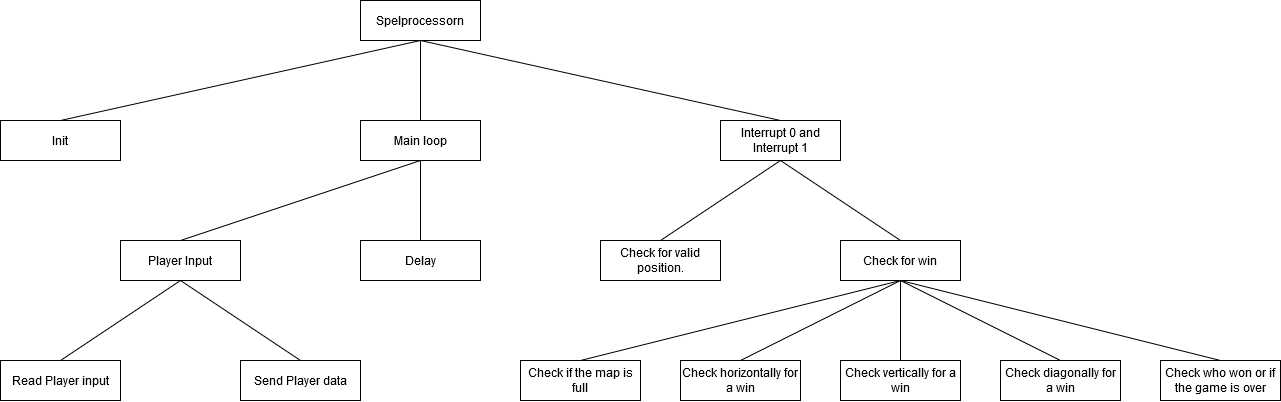 Spelprocessorn
Init
Main loop
Interrupt 0 and
Interrupt 1
Player Input
Delay
Check for valid
position.
Check for win
Read Player input
Send Player data
Check if the map is
full
Check horizontally for
a win
Check vertically for a
win
Check diagonally for
a win
Check who won or if
the game is over